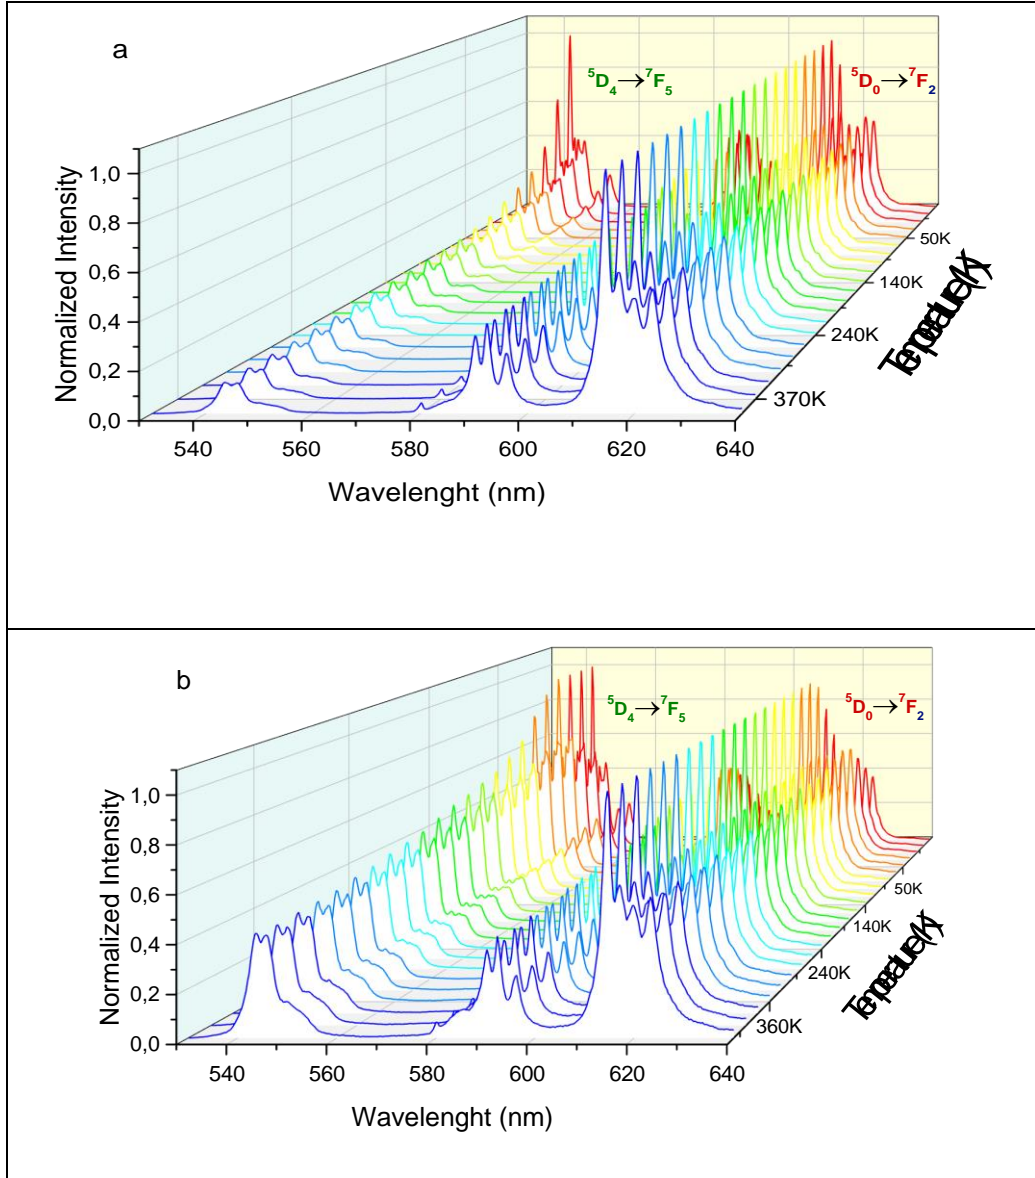 a
⁵D₄→⁷F₅
⁵D₀→⁷F₂
Normalized Intensity
1,0
0,8
0,6
0,4
0,2
0,0
540
560
580
600
620
640
Wavelenght (nm)
50K
140K
240K
370K
Temperature (K)
b
⁵D₄→⁷F₅
⁵D₀→⁷F₂
Normalized Intensity
1,0
0,8
0,6
0,4
0,2
0,0
540
560
580
600
620
640
Wavelenght (nm)
50K
140K
240K
360K
Temperature (K)